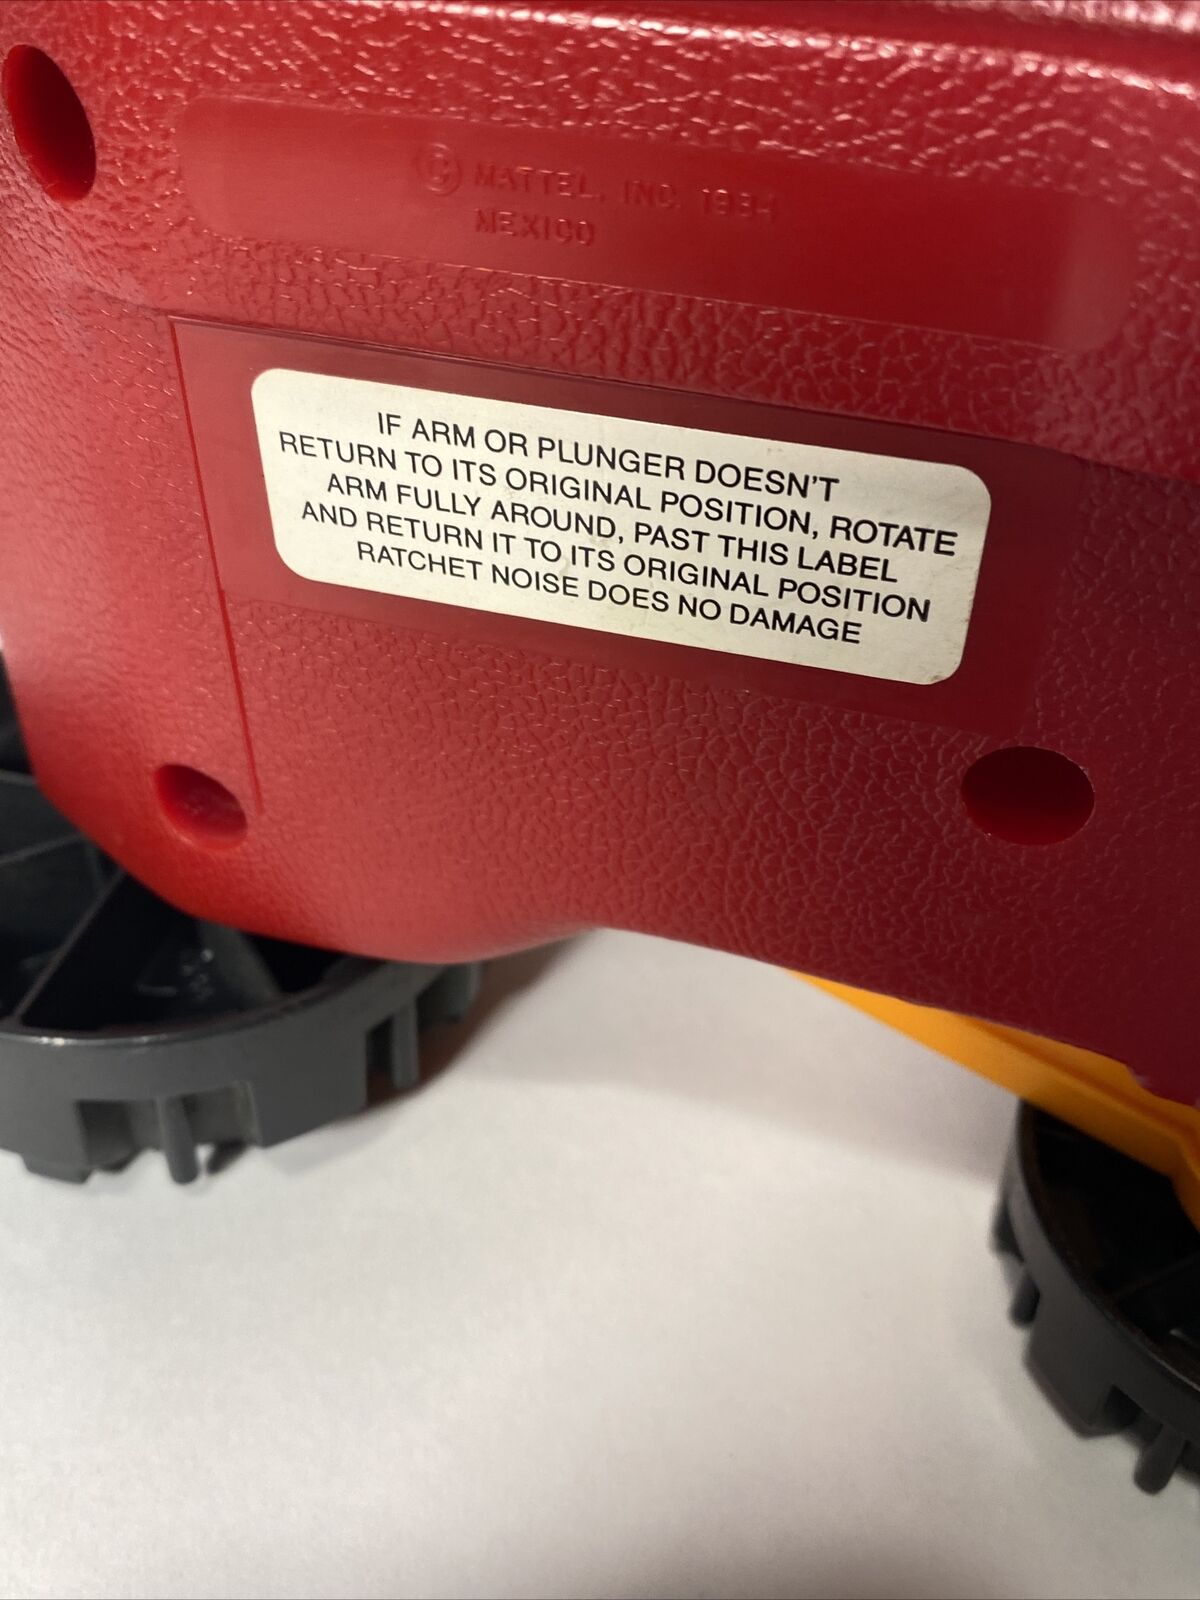 © MATTEL, INC. 1984
MEXICO
IF ARM OR PLUNGER DOESN'T
RETURN TO ITS ORIGINAL POSITION, ROTATE
ARM FULLY AROUND, PAST THIS LABEL
AND RETURN IT TO ITS ORIGINAL POSITION
RATCHET NOISE DOES NO DAMAGE